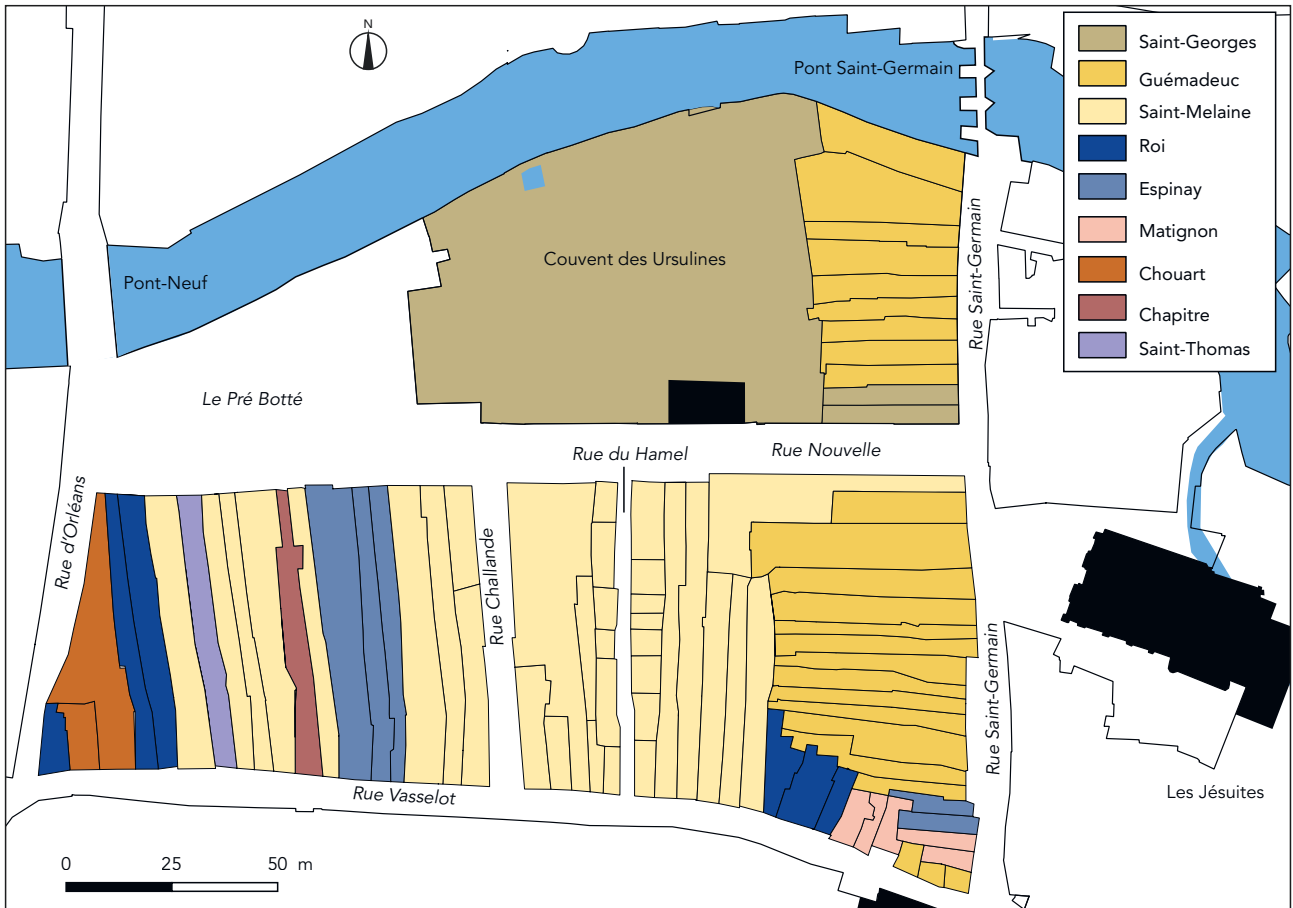 N
Pont Saint-Germain
Saint-Georges
Guémadeuc
Saint-Melaine
Roi
Espinay
Matignon
Chouart
Chapitre
Saint-Thomas
Pont-Neuf
Couvent des Ursulines
Rue Saint-Germain
Le Pré Botté
Rue du Hamel
Rue Nouvelle
Rue d'Orléans
Rue Challande
Rue Saint-Germain
Rue Vasselot
Les Jésuites
0 25 50 m